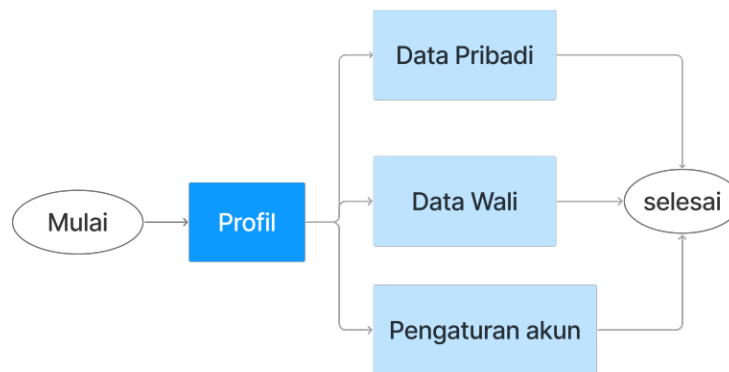 Mulai
Profil
Data Pribadi
Data Wali
Pengaturan akun
selesai